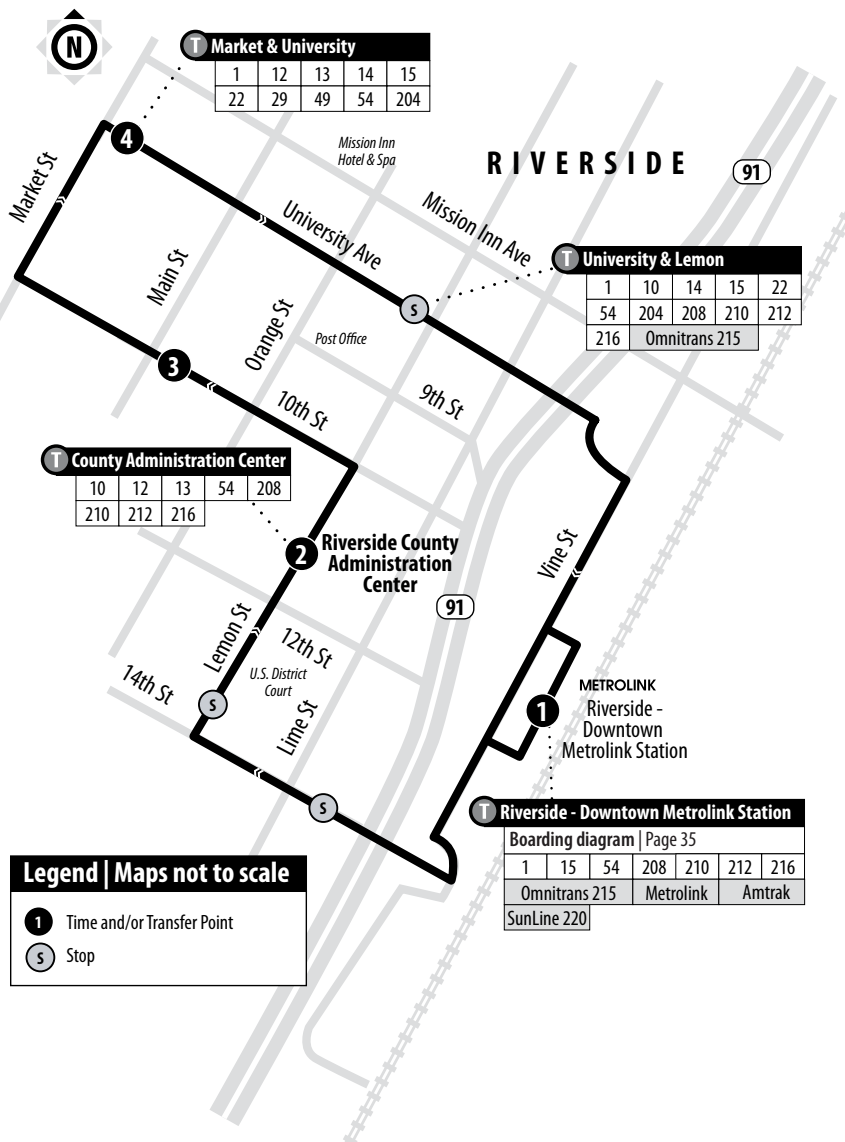 N
T Market & University
1 12 13 14 15
22 29 49 54 204
4
Mission Inn
Hotel & Spa
RIVERSIDE
91
Market St
University Ave
Mission Inn Ave
T University & Lemon
1 10 14 15 22
54 204 208 210 212
216 Omnitrans 215
Main St
S
Orange St
Post Office
3
10th St
9th St
T County Administration Center
10 12 13 54 208
210 212 216
2
Riverside County
Administration
Center
Vine St
91
Lemon St
12th St
U.S. District
Court
14th St
S
Lime St
METROLINK
1
Riverside -
Downtown
Metrolink Station
S
T Riverside - Downtown Metrolink Station
Boarding diagram | Page 35
1 15 54 208 210 212 216
Omnitrans 215 Metrolink Amtrak
SunLine 220
Legend | Maps not to scale
1 Time and/or Transfer Point
S Stop